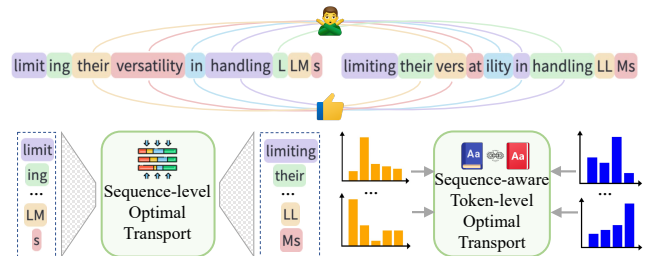 limit ing their versatility in handling L LM s
limiting their vers at ility in handling LL Ms
limit
ing
...
LM
s
Sequence-level
Optimal
Transport
limiting
their
...
LL
Ms
...
Aa Aa
Sequence-aware
Token-level
Optimal
Transport
...